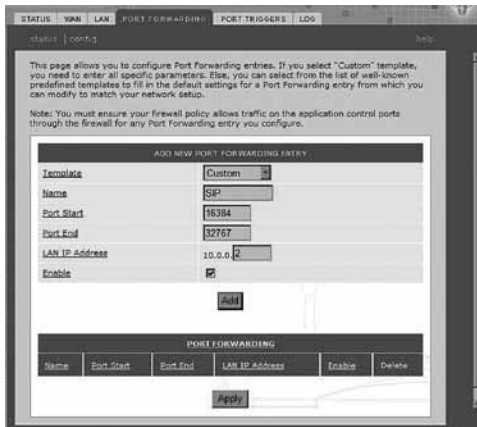 STATUS WAN LAN PORT FORWARDING PORT TRIGGERS LOG
status | config help
This page allows you to configure Port Forwarding entries. If you select "Custom" template,
you need to enter all specific parameters. Else, you can select from the list of well-known
predefined templates to fill in the default settings for a Port Forwarding entry from which you
can modify to match your network setup.
Note: You must ensure your firewall policy allows traffic on the application control ports
through the firewall for any Port Forwarding entry you configure.
ADD NEW PORT FORWARDING ENTRY
Template Custom
Name SIP
Port Start 16384
Port End 32767
LAN IP Address 10.0.0.2
Enable
Add
PORT FORWARDING
Name Port Start Port End LAN IP Address Enable Delete
Apply